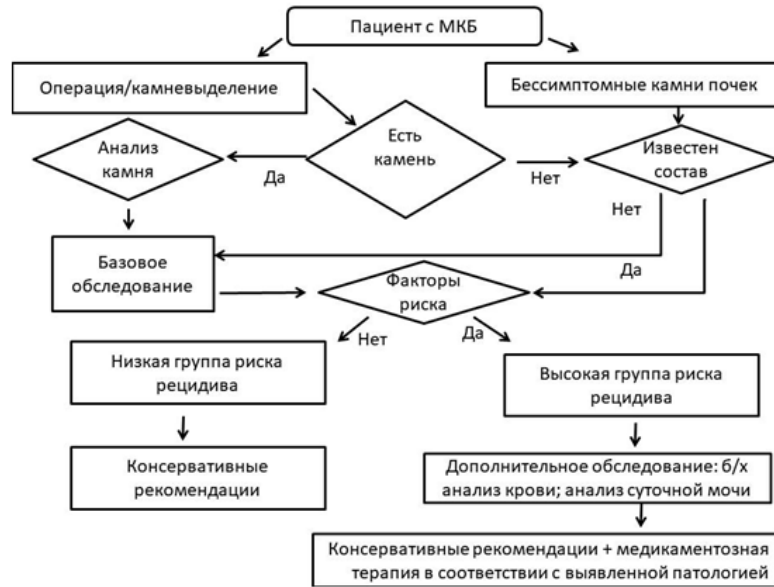 Пациент с МКБ
Операция/камневыделение
Бессимптомные камни почек
Есть
камень
Анализ
камня
Известен
состав
Да
Нет
Нет
Да
Базовое
обследование
Факторы
риска
Нет
Да
Низкая группа риска
рецидива
Высокая группа риска
рецидива
Консервативные
рекомендации
Дополнительное обследование: б/х
анализ крови; анализ суточной мочи
Консервативные рекомендации + медикаментозная
терапия в соответствии с выявленной патологией